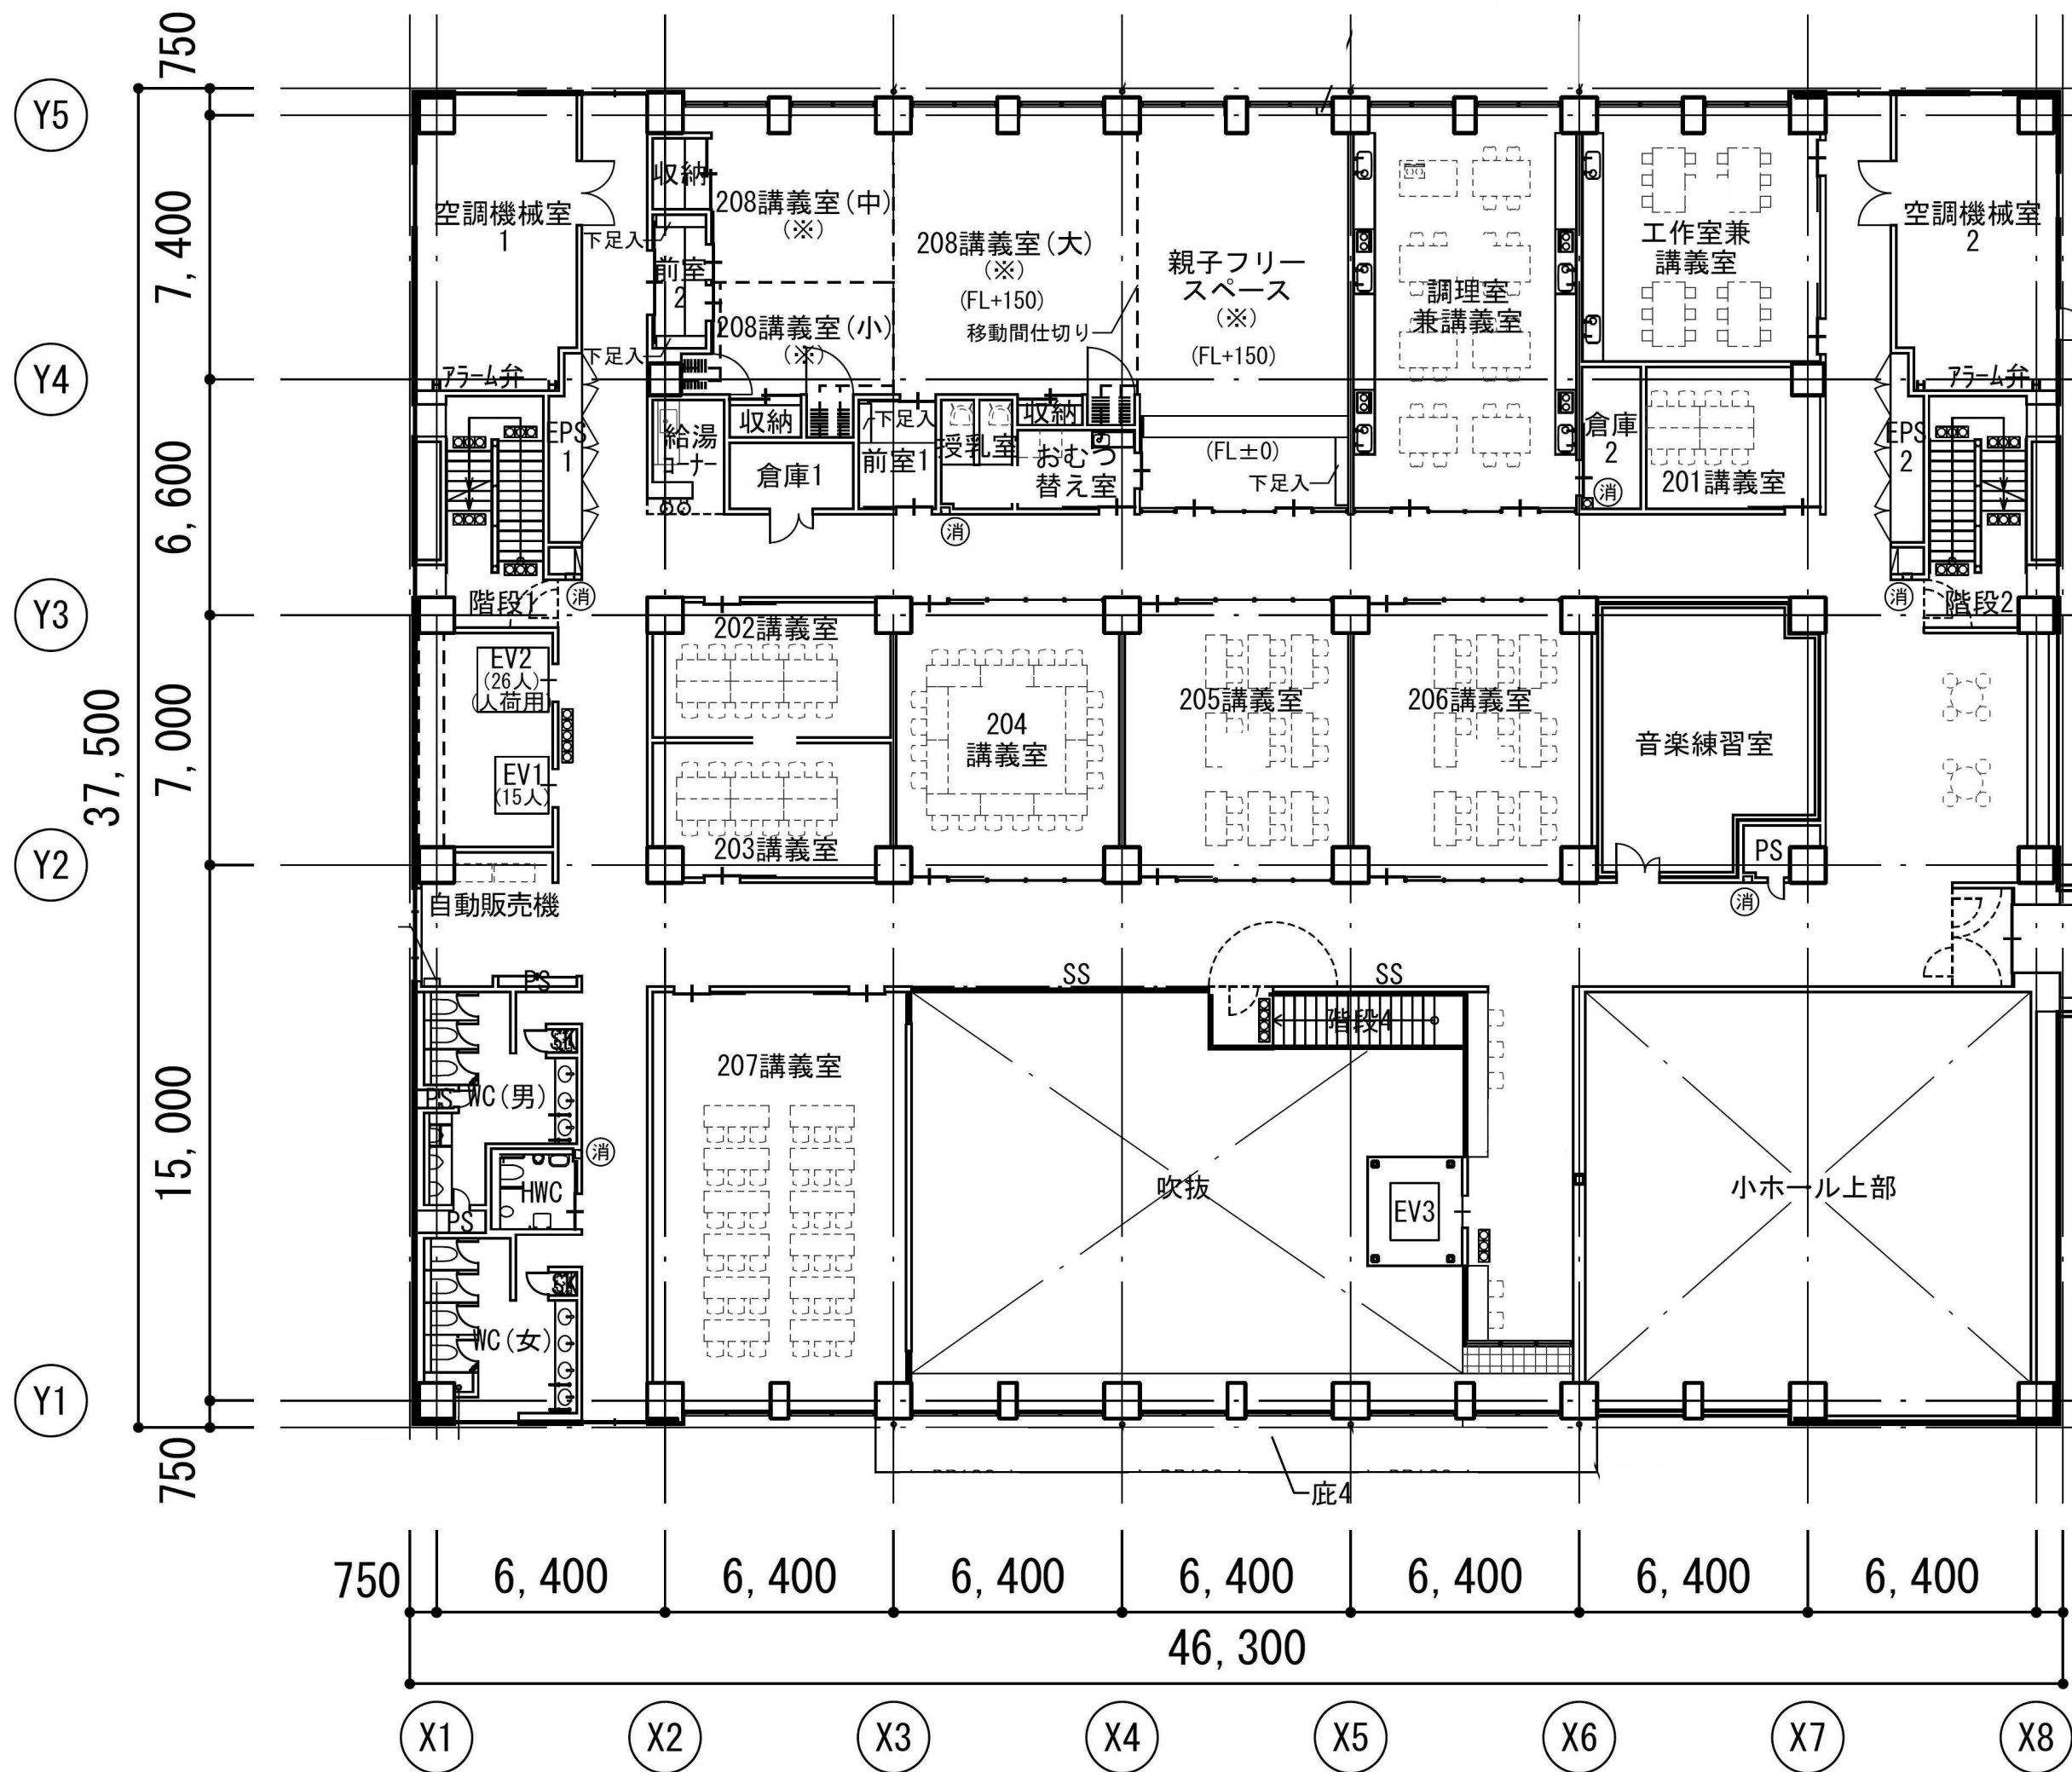 750
Y5
7,400
Y4
6,600
Y3
37,500
7,000
Y2
15,000
Y1
750
空調機械室
1
収納
下足入
前室
2
下足入
208講義室(中)
(※)
208講義室(小)
(※)
208講義室(大)
(※)
(FL+150)
移動間仕切り
親子フリー
スペース
(※)
(FL+150)
調理室
兼講義室
工作室兼
講義室
空調機械室
2
アラーム弁
アラーム弁
EPS
1
給湯
コーナー
収納
倉庫1
下足入
前室1
授乳室
収納
おむつ
替え室
(FL±0)
下足入
倉庫
2
消
201講義室
EPS
2
消
階段1
消
消
階段2
EV2
(26人)
(人荷用)
EV1
(15人)
202講義室
203講義室
204
講義室
205講義室
206講義室
音楽練習室
PS
消
自動販売機
PS
SS
SS
階段4
SK
PS
WC(男)
消
HWC
PS
SK
WC(女)
207講義室
吹抜
EV3
小ホール上部
庇4
750
6,400
6,400
6,400
6,400
6,400
6,400
6,400
46,300
X1
X2
X3
X4
X5
X6
X7
X8